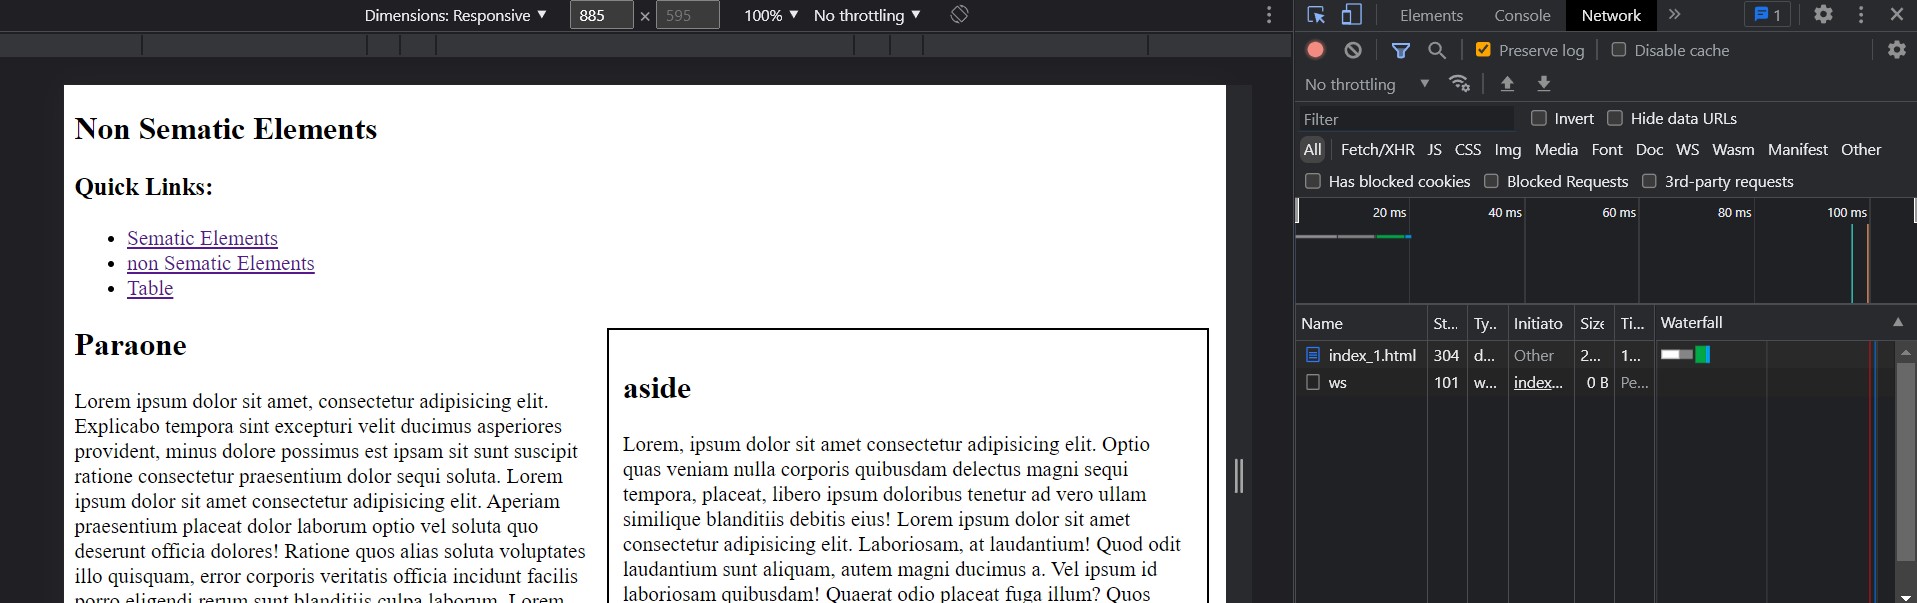 Dimensions: Responsive ▼ 885 × 595 100% ▼ No throttling ▼
Elements Console Network » 1
Preserve log Disable cache
No throttling ▼
Filter Invert Hide data URLs
All Fetch/XHR JS CSS Img Media Font Doc WS Wasm Manifest Other
Has blocked cookies Blocked Requests 3rd-party requests
20 ms 40 ms 60 ms 80 ms 100 ms
Name St... Ty.. Initiato Size Ti... Waterfall
index_1.html 304 d... Other 2... 1...
ws 101 w... index... 0 B Pe...
Non Sematic Elements
Quick Links:
• Sematic Elements
• non Sematic Elements
• Table
Paraone
Lorem ipsum dolor sit amet, consectetur adipisicing elit.
Explicabo tempora sint excepturi velit ducimus asperiores
provident, minus dolore possimus est ipsam sit sunt suscipit
ratione consectetur praesentium dolor sequi soluta. Lorem
ipsum dolor sit amet consectetur adipisicing elit. Aperiam
praesentium placeat dolor laborum optio vel soluta quo
deserunt officia dolores! Ratione quos alias soluta voluptates
illo quisquam, error corporis veritatis officia incidunt facilis
porro eligendi rerum sunt blanditiis culpa laborum. Lorem
aside
Lorem, ipsum dolor sit amet consectetur adipisicing elit. Optio
quas veniam nulla corporis quibusdam delectus magni sequi
tempora, placeat, libero ipsum doloribus tenetur ad vero ullam
similique blanditiis debitis eius! Lorem ipsum dolor sit amet
consectetur adipisicing elit. Laboriosam, at laudantium! Quod odit
laudantium sunt aliquam, autem magni ducimus a. Vel ipsum id
laboriosam quibusdam! Quaerat odio placeat fuga illum? Quos